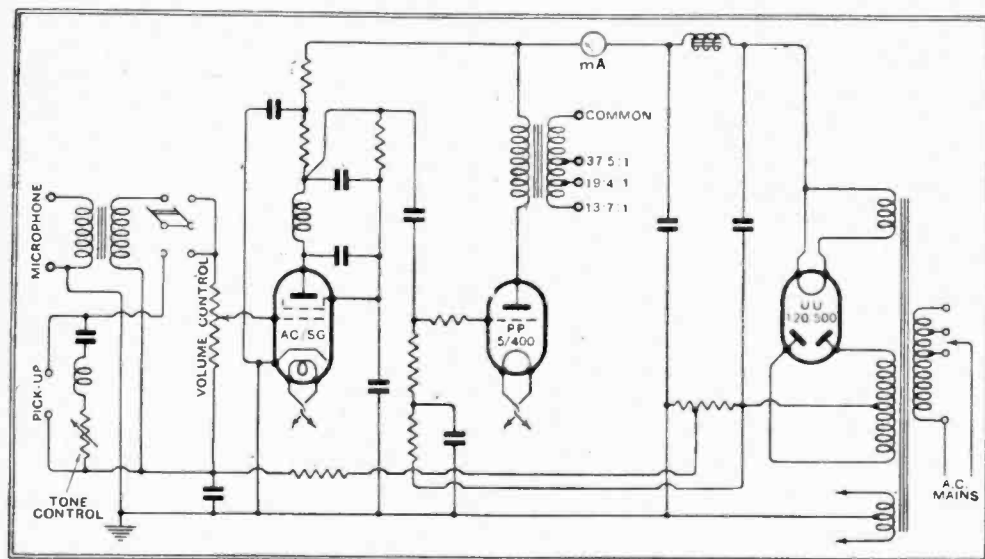 mA
COMMON
37·5:1
19·4:1
13·7:1
MICROPHONE
PICK-UP
VOLUME CONTROL
AC/SG
PP
5/400
UU
120/500
TONE
CONTROL
A.C.
MAINS